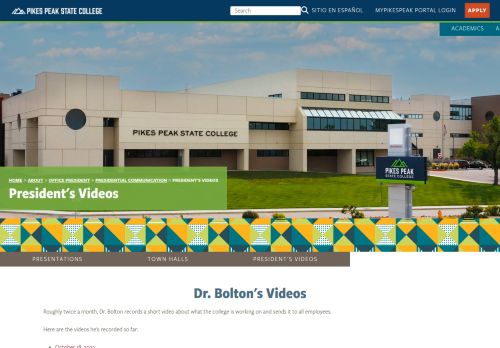 PIKES PEAK STATE COLLEGE
Search
SITIO EN ESPAÑOL
MYPIKESPEAK PORTAL LOGIN
APPLY
ACADEMICS
PIKES PEAK STATE COLLEGE
PIKES PEAK
STATE COLLEGE
HOME > ABOUT > OFFICE PRESIDENT > PRESIDENTIAL COMMUNICATION > PRESIDENT'S VIDEOS
President's Videos
PRESENTATIONS
TOWN HALLS
PRESIDENT'S VIDEOS
Dr. Bolton's Videos
Roughly twice a month, Dr. Bolton records a short video about what the college is working on and sends it to all employees.
Here are the videos he's recorded so far: